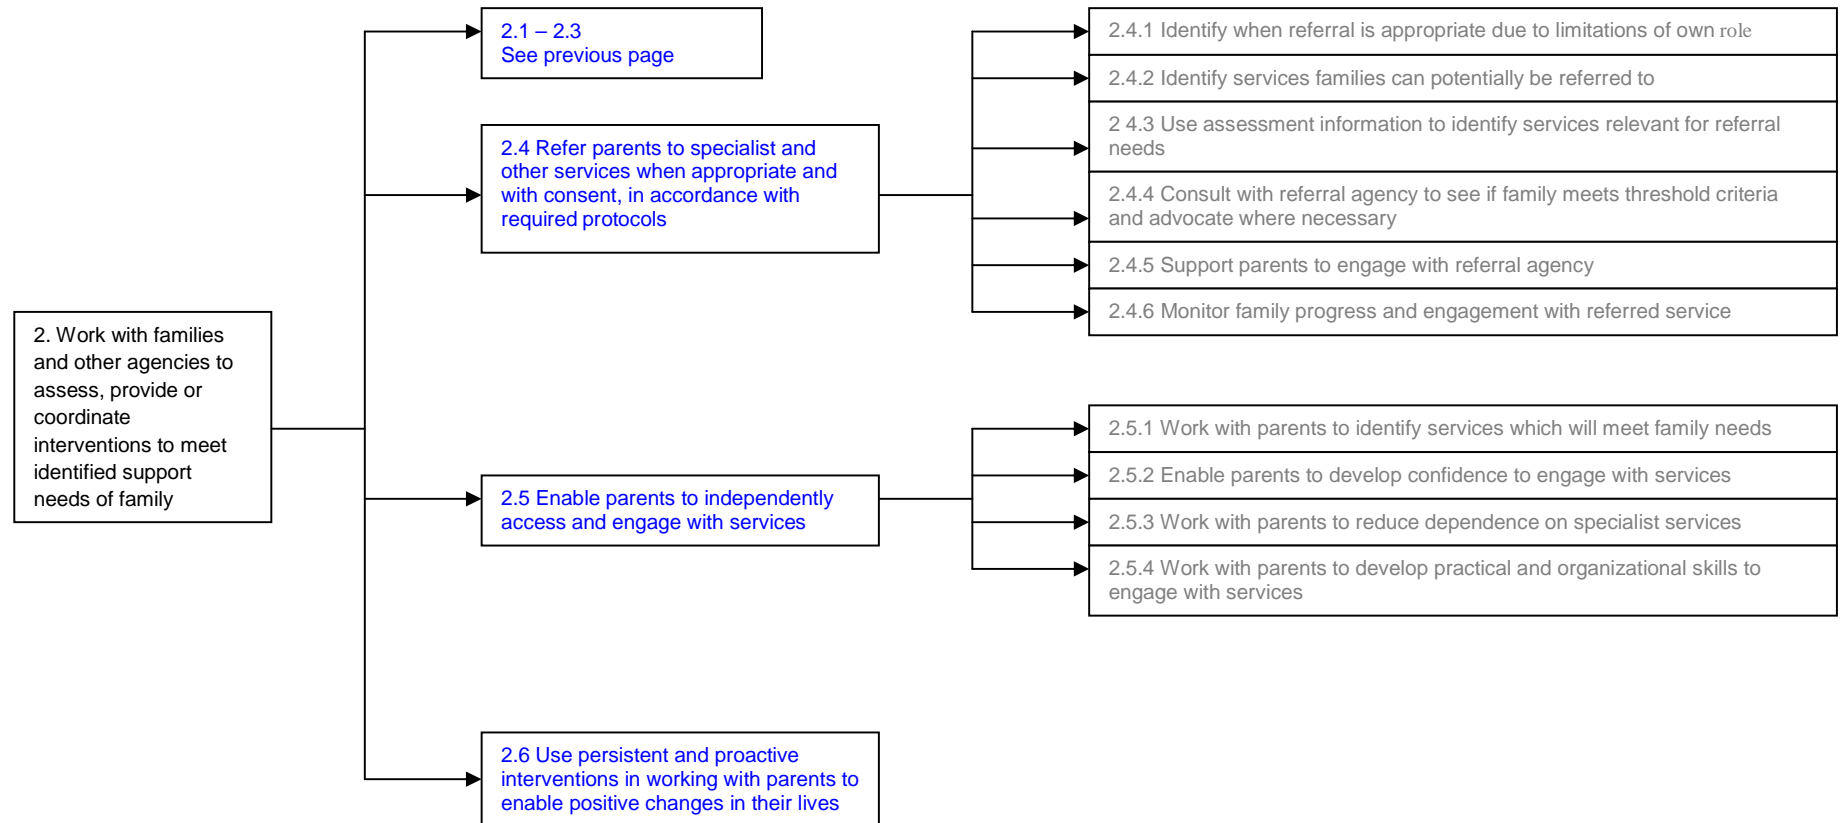 2. Work with families
and other agencies to
assess, provide or
coordinate
interventions to meet
identified support
needs of family
2.1 – 2.3
See previous page
2.4 Refer parents to specialist and
other services when appropriate and
with consent, in accordance with
required protocols
2.4.1 Identify when referral is appropriate due to limitations of own role
2.4.2 Identify services families can potentially be referred to
2 4.3 Use assessment information to identify services relevant for referral
needs
2.4.4 Consult with referral agency to see if family meets threshold criteria
and advocate where necessary
2.4.5 Support parents to engage with referral agency
2.4.6 Monitor family progress and engagement with referred service
2.5 Enable parents to independently
access and engage with services
2.5.1 Work with parents to identify services which will meet family needs
2.5.2 Enable parents to develop confidence to engage with services
2.5.3 Work with parents to reduce dependence on specialist services
2.5.4 Work with parents to develop practical and organizational skills to
engage with services
2.6 Use persistent and proactive
interventions in working with parents to
enable positive changes in their lives